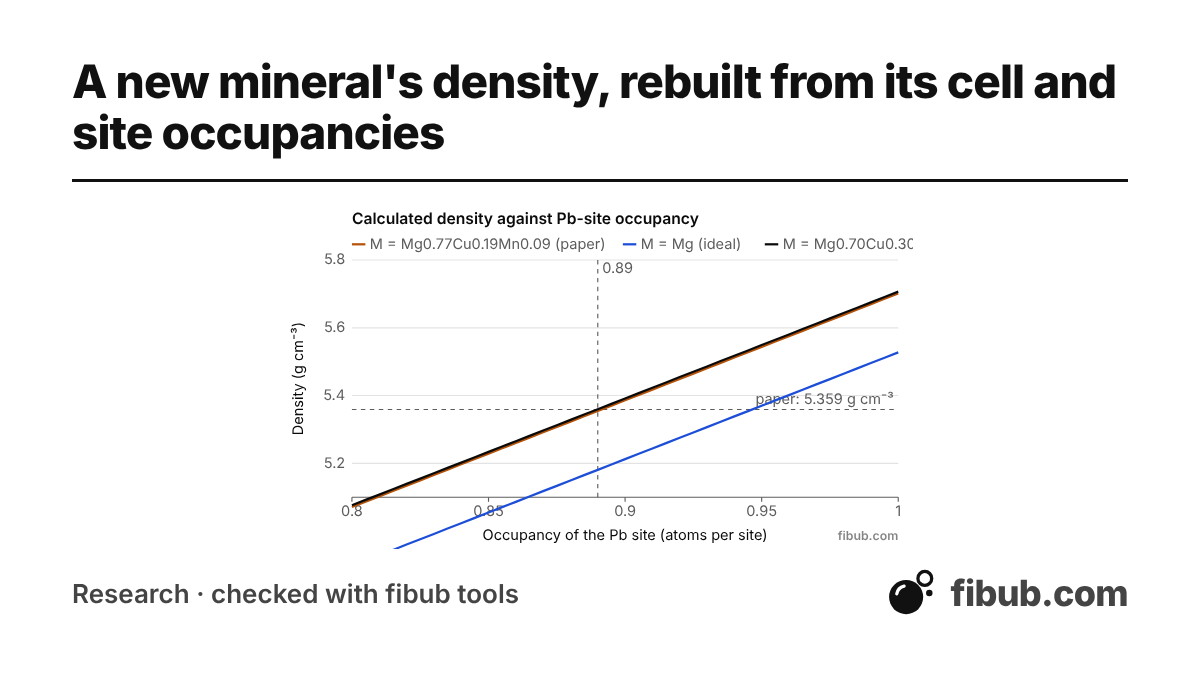 A new mineral's density, rebuilt from its cell and
site occupancies
Calculated density against Pb-site occupancy
M = Mg0.77Cu0.19Mn0.09 (paper) M = Mg (ideal) M = Mg0.70Cu0.30
5.8
0.89
5.6
5.4
paper: 5.359 g cm⁻³
5.2
Density (g cm⁻³)
0.8 0.85 0.9 0.95 1
Occupancy of the Pb site (atoms per site)
fibub.com
Research · checked with fibub tools
fibub.com